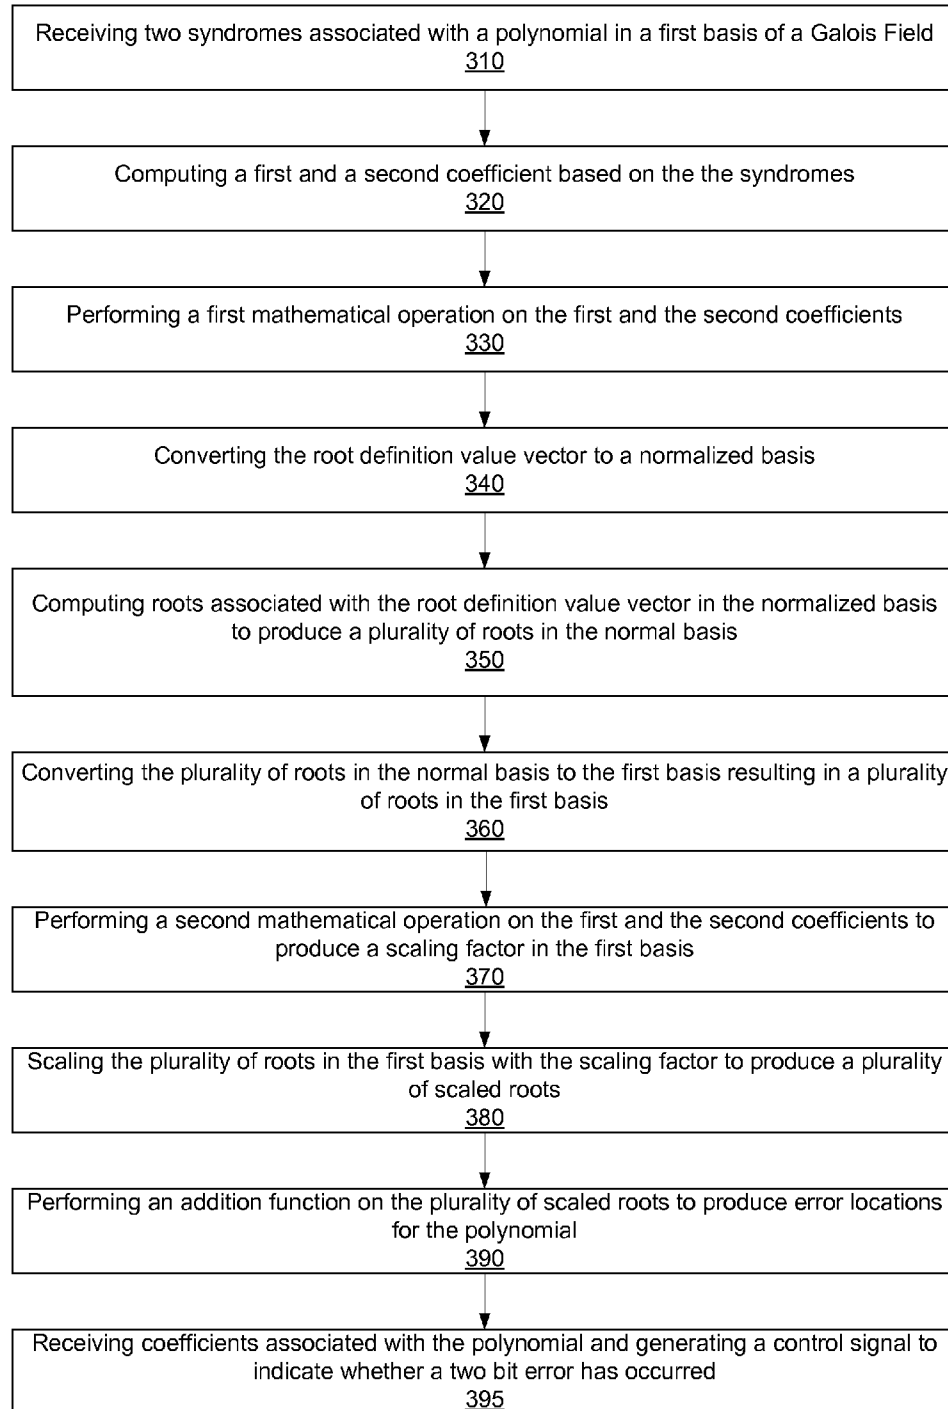 Receiving two syndromes associated with a polynomial in a first basis of a Galois Field
310
Computing a first and a second coefficient based on the the syndromes
320
Performing a first mathematical operation on the first and the second coefficients
330
Converting the root definition value vector to a normalized basis
340
Computing roots associated with the root definition value vector in the normalized basis
to produce a plurality of roots in the normal basis
350
Converting the plurality of roots in the normal basis to the first basis resulting in a plurality
of roots in the first basis
360
Performing a second mathematical operation on the first and the second coefficients to
produce a scaling factor in the first basis
370
Scaling the plurality of roots in the first basis with the scaling factor to produce a plurality
of scaled roots
380
Performing an addition function on the plurality of scaled roots to produce error locations
for the polynomial
390
Receiving coefficients associated with the polynomial and generating a control signal to
indicate whether a two bit error has occurred
395